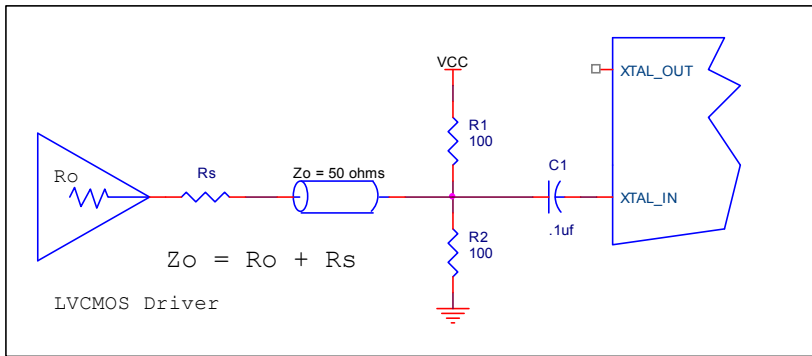 VCC
XTAL_OUT
R1
100
Ro
Rs
Zo = 50 ohms
C1
XTAL_IN
.1uf
R2
100
Zo = Ro + Rs
LVCMOS Driver